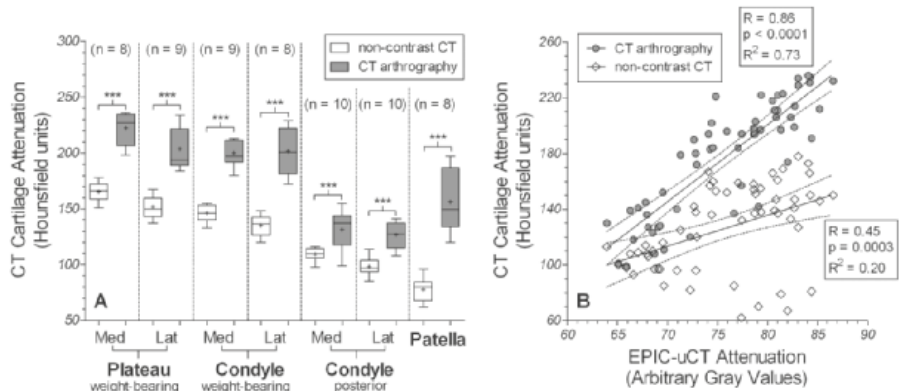 (n = 8) (n = 9) (n = 9) (n = 8)
non-contrast CT
CT arthrography
(n = 10) (n = 10) (n = 8)
*** *** *** ***
*** *** ***
300
250
200
150
100
50
CT Cartilage Attenuation
(Hounsfield units)
A
Med Lat Med Lat Med Lat Patella
Plateau Condyle Condyle
weight-bearing weight-bearing posterior
R = 0.86
p < 0.0001
R² = 0.73
CT arthrography
non-contrast CT
260
220
180
140
100
60
CT Cartilage Attenuation
(Hounsfield units)
R = 0.45
p = 0.0003
R² = 0.20
B
60 70 80 90
EPIC-uCT Attenuation
(Arbitrary Gray Values)